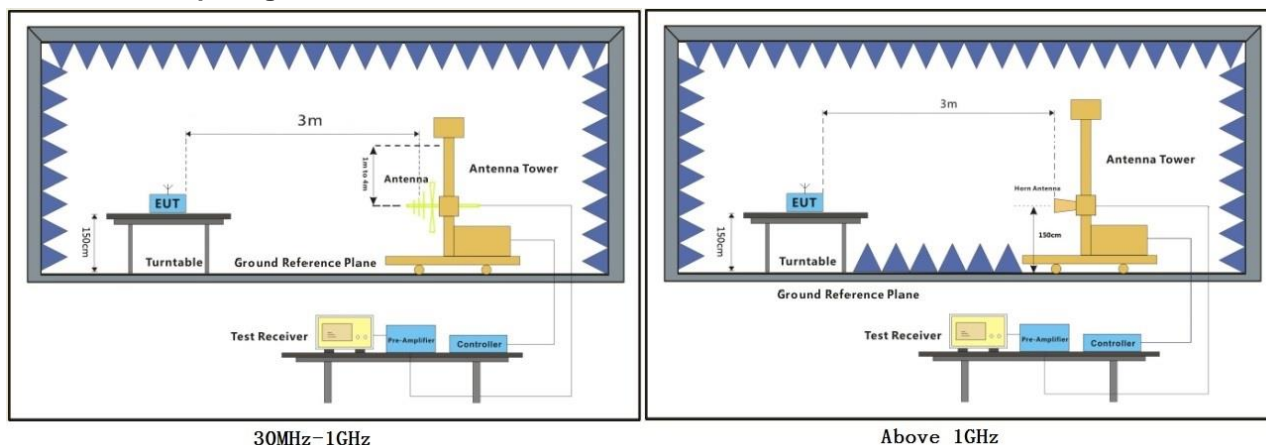 3m
1m to 4m
Antenna
Antenna Tower
EUT
150cm
Turntable
Ground Reference Plane
Test Receiver
Pre-Amplifier
Controller
30MHz-1GHz
3m
Antenna Tower
Horn Antenna
EUT
150cm
150cm
Turntable
Ground Reference Plane
Test Receiver
Pre-Amplifier
Controller
Above 1GHz